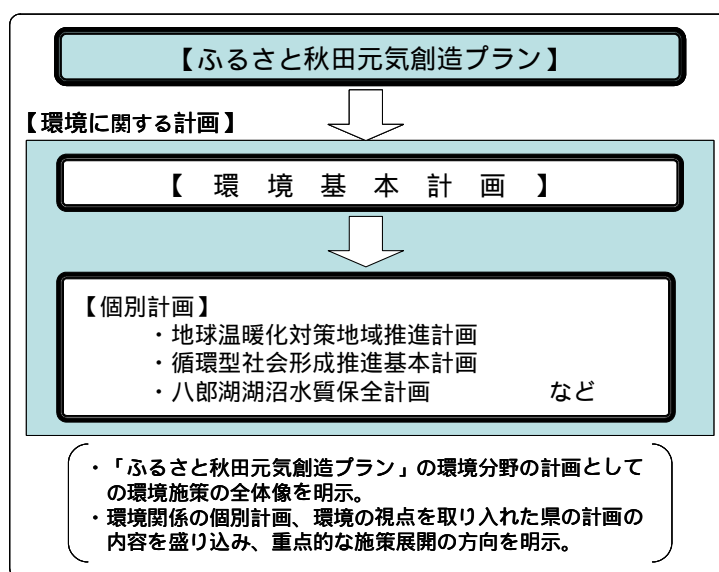 【ふるさと秋田元気創造プラン】
【環境に関する計画】
【 環 境 基 本 計 画 】
【個別計画】
・地球温暖化対策地域推進計画
・循環型社会形成推進基本計画
・八郎湖湖沼水質保全計画 など
・「ふるさと秋田元気創造プラン」の環境分野の計画として
の環境施策の全体像を明示。
・環境関係の個別計画、環境の視点を取り入れた県の計画の
内容を盛り込み、重点的な施策展開の方向を明示。